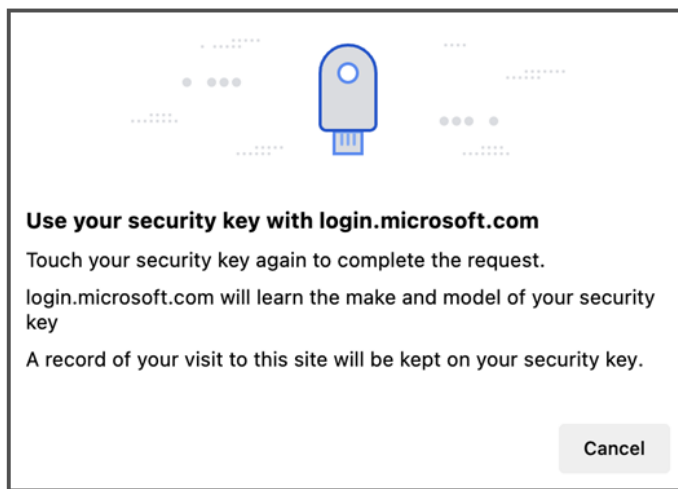 Use your security key with login.microsoft.com
Touch your security key again to complete the request.
login.microsoft.com will learn the make and model of your security
key
A record of your visit to this site will be kept on your security key.
Cancel